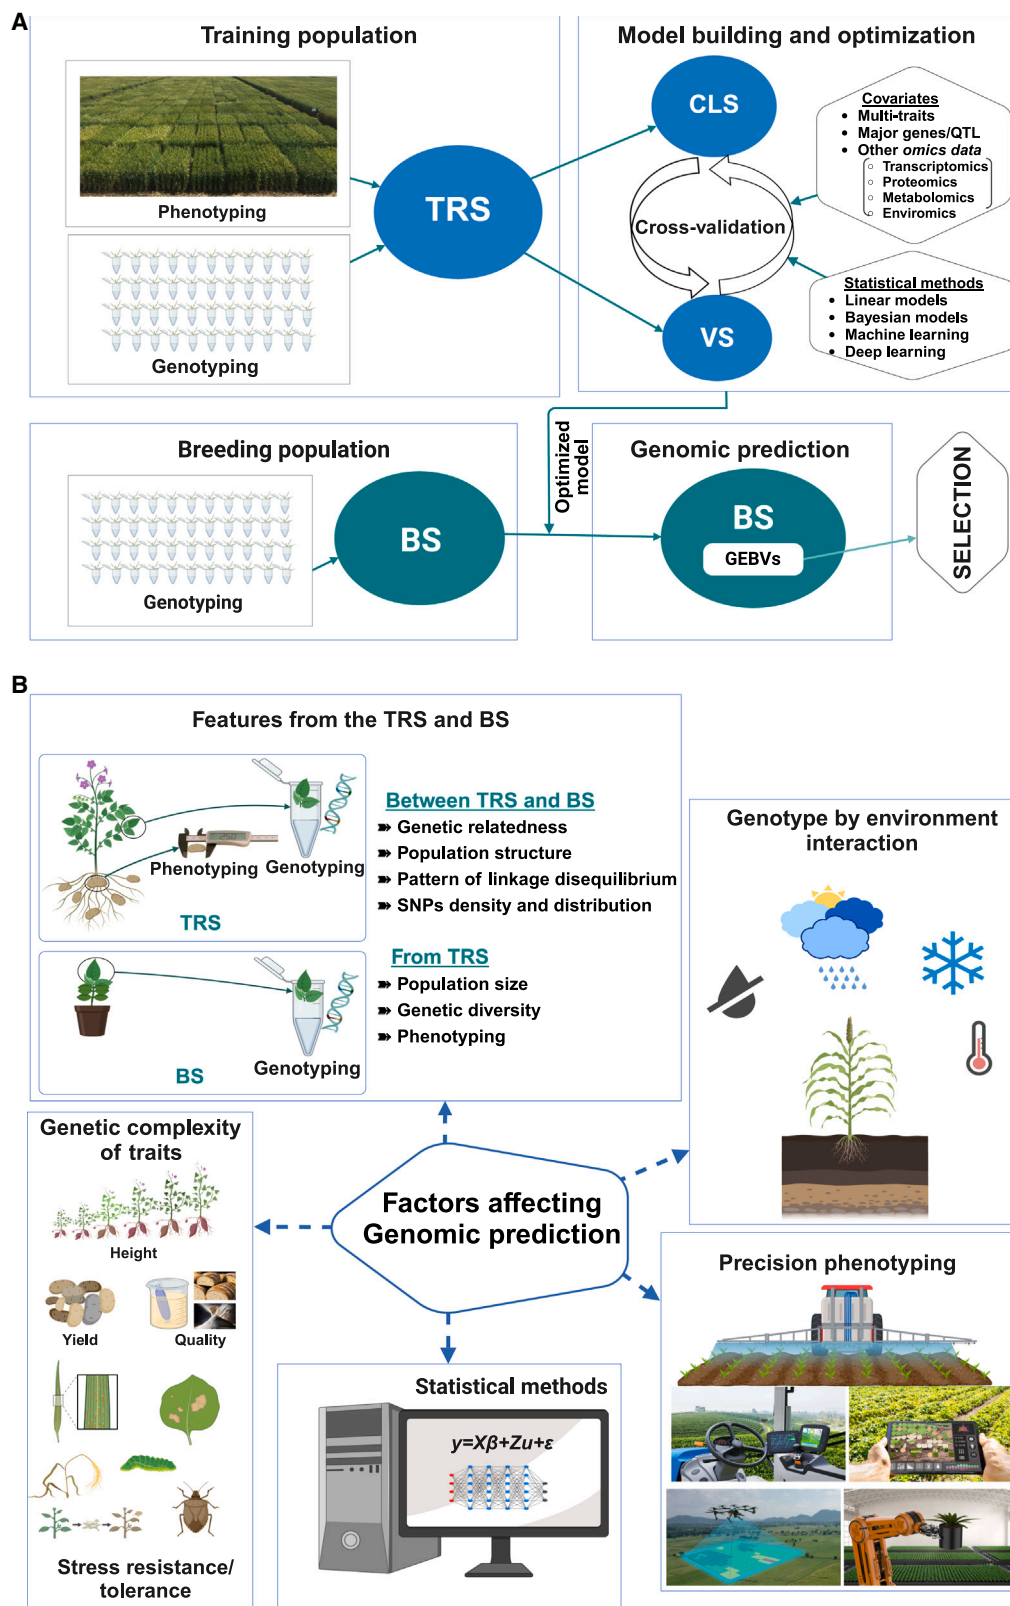 A
Training population
Phenotyping
Genotyping
TRS
Model building and optimization
CLS
Cross-validation
VS
Covariates
• Multi-traits
• Major genes/QTL
• Other omics data
○ Transcriptomics
○ Proteomics
○ Metabolomics
○ Enviromics
Statistical methods
• Linear models
• Bayesian models
• Machine learning
• Deep learning
Breeding population
Genotyping
BS
Optimized
model
Genomic prediction
BS
GEBVs
SELECTION
B
Features from the TRS and BS
Phenotyping
Genotyping
TRS
Genotyping
BS
Between TRS and BS
➽ Genetic relatedness
➽ Population structure
➽ Pattern of linkage disequilibrium
➽ SNPs density and distribution
From TRS
➽ Population size
➽ Genetic diversity
➽ Phenotyping
Genotype by environment
interaction
Genetic complexity
of traits
Height
Yield
Quality
Stress resistance/
tolerance
Factors affecting
Genomic prediction
Statistical methods
y=Xβ+Zu+ε
Precision phenotyping